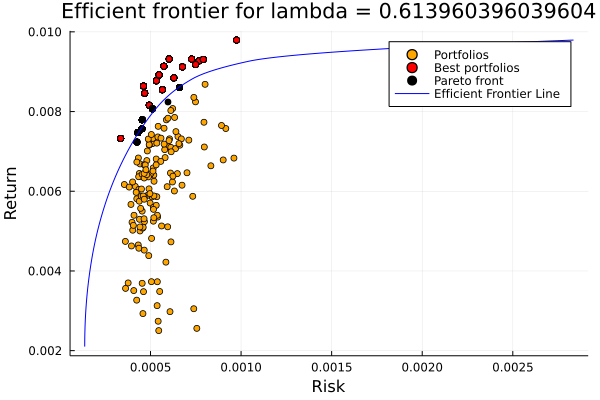 Efficient frontier for lambda = 0.613960396039604
0.010
0.008
0.006
0.004
0.002
Return
Portfolios
Best portfolios
Pareto front
Efficient Frontier Line
0.0005
0.0010
0.0015
0.0020
0.0025
Risk